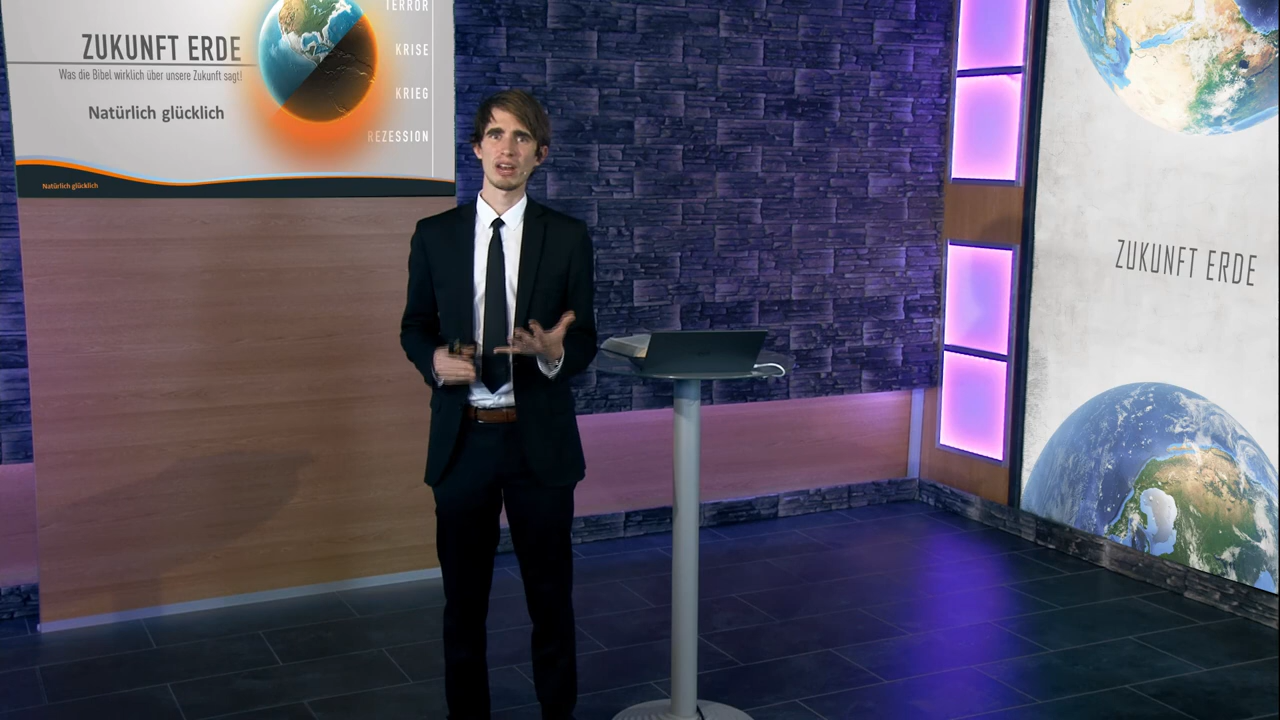 TERROR
ZUKUNFT ERDE
KRISE
Was die Bibel wirklich über unsere Zukunft sagt!
KRIEG
Natürlich glücklich
REZESSION
Natürlich glücklich
ZUKUNFT ERDE